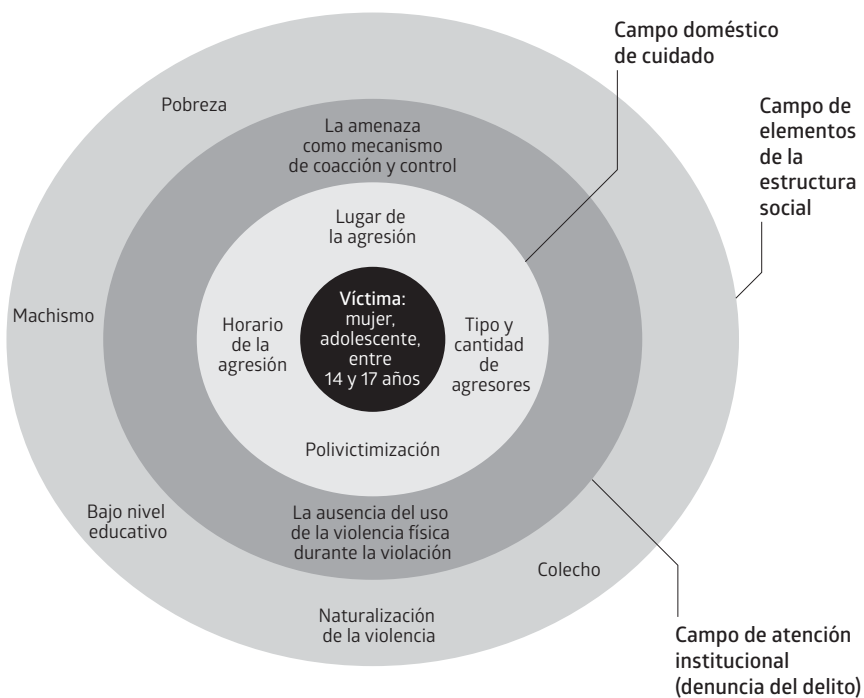 Campo doméstico
de cuidado
Campo de
elementos
de la
estructura
social
Pobreza
La amenaza
como mecanismo
de coacción y control
Lugar de
la agresión
Machismo
Horario
de la
agresión
Víctima:
mujer,
adolescente,
entre
14 y 17 años
Tipo y
cantidad
de
agresores
Polivictimización
Bajo nivel
educativo
La ausencia del uso
de la violencia física
durante la violación
Colecho
Naturalización
de la violencia
Campo de atención
institucional
(denuncia del delito)